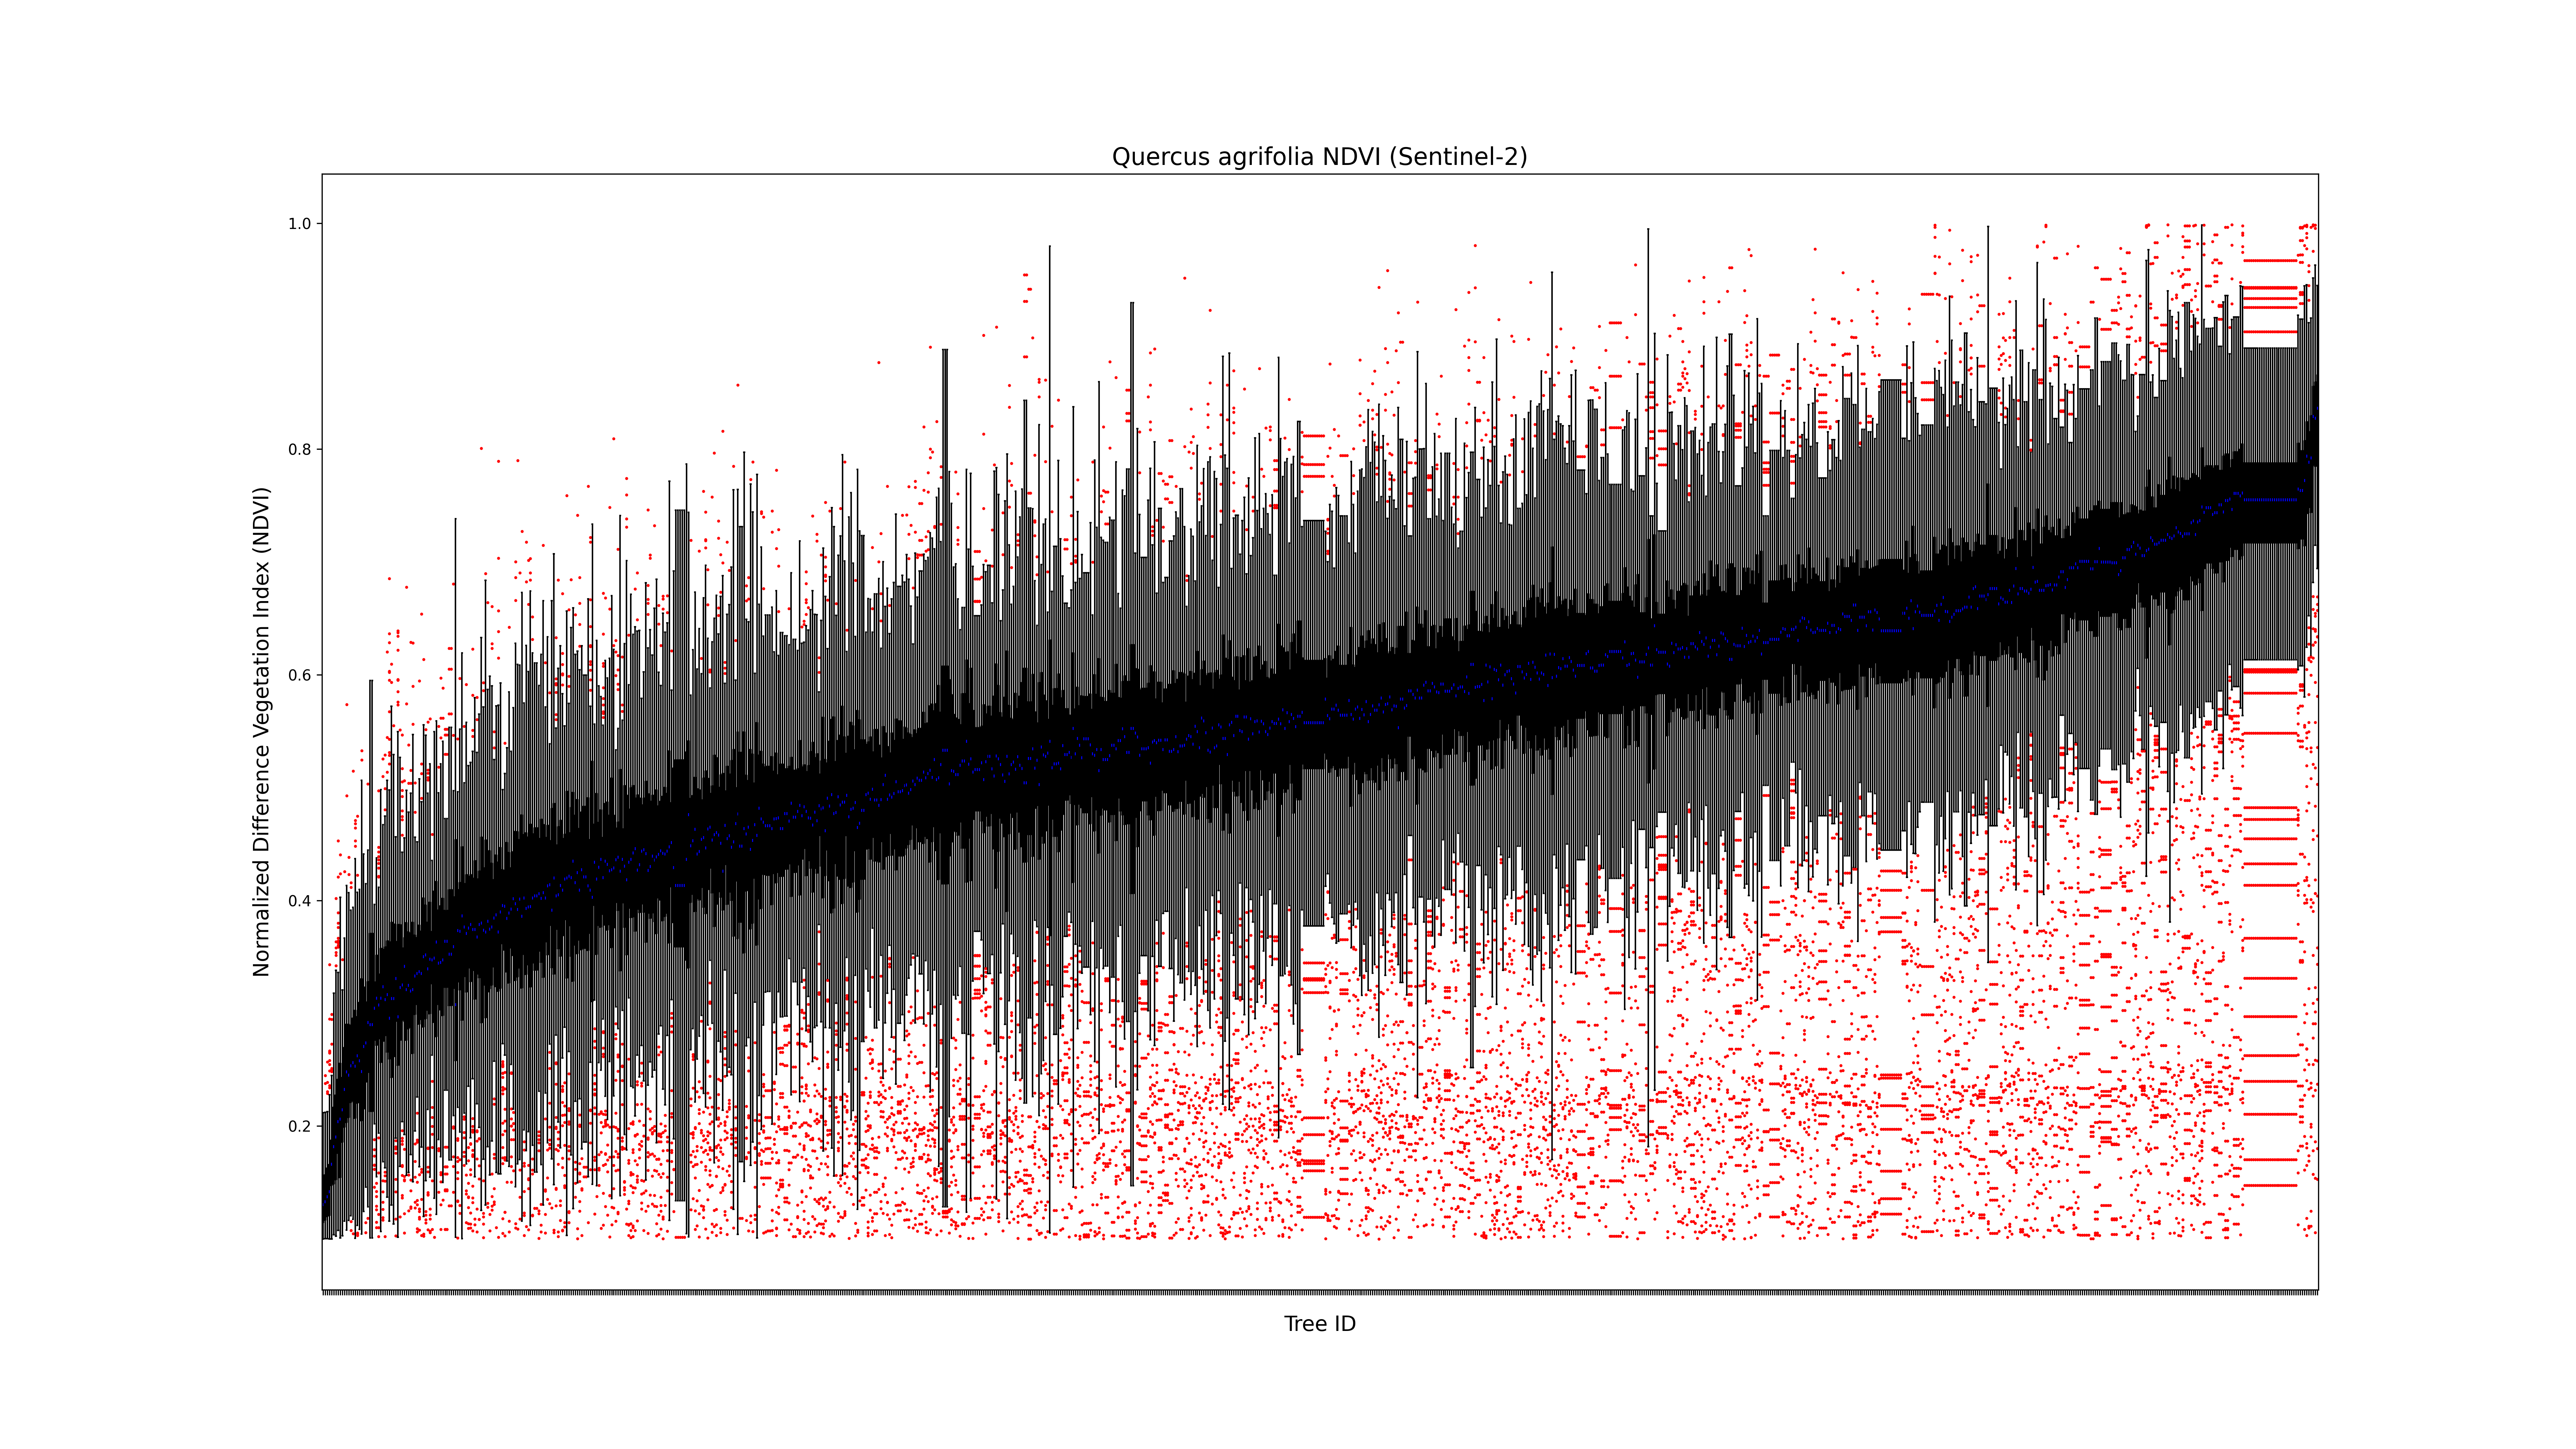 Quercus agrifolia NDVI (Sentinel-2)
Normalized Difference Vegetation Index (NDVI)
1.0
0.8
0.6
0.4
0.2
Tree ID